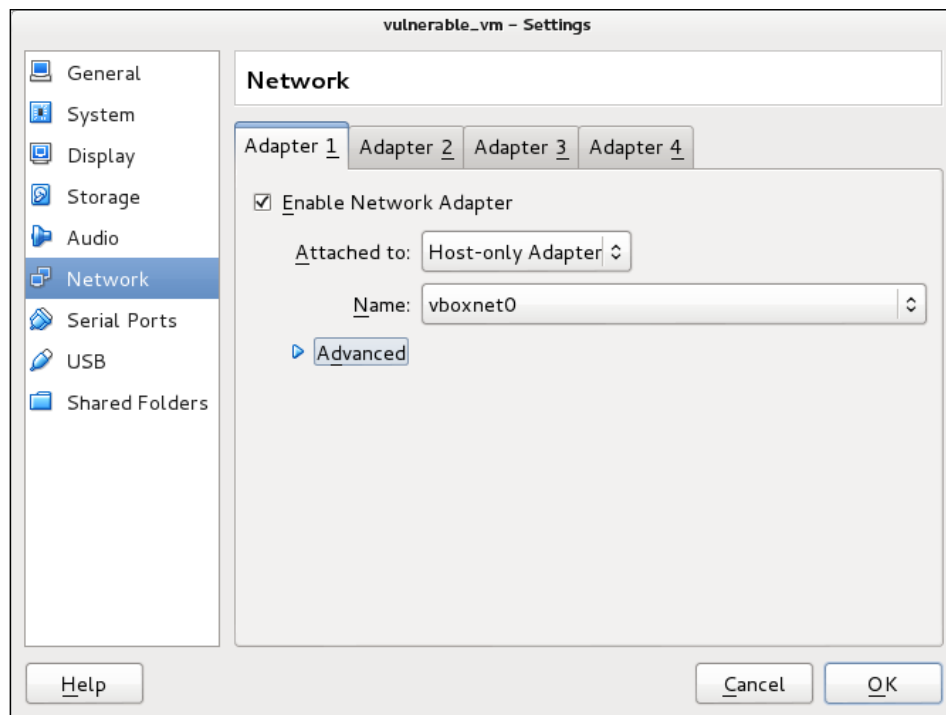 vulnerable_vm – Settings
General
System
Display
Storage
Audio
Network
Serial Ports
USB
Shared Folders
Network
Adapter 1 Adapter 2 Adapter 3 Adapter 4
Enable Network Adapter
Attached to: Host-only Adapter
Name: vboxnet0
Advanced
Help Cancel OK